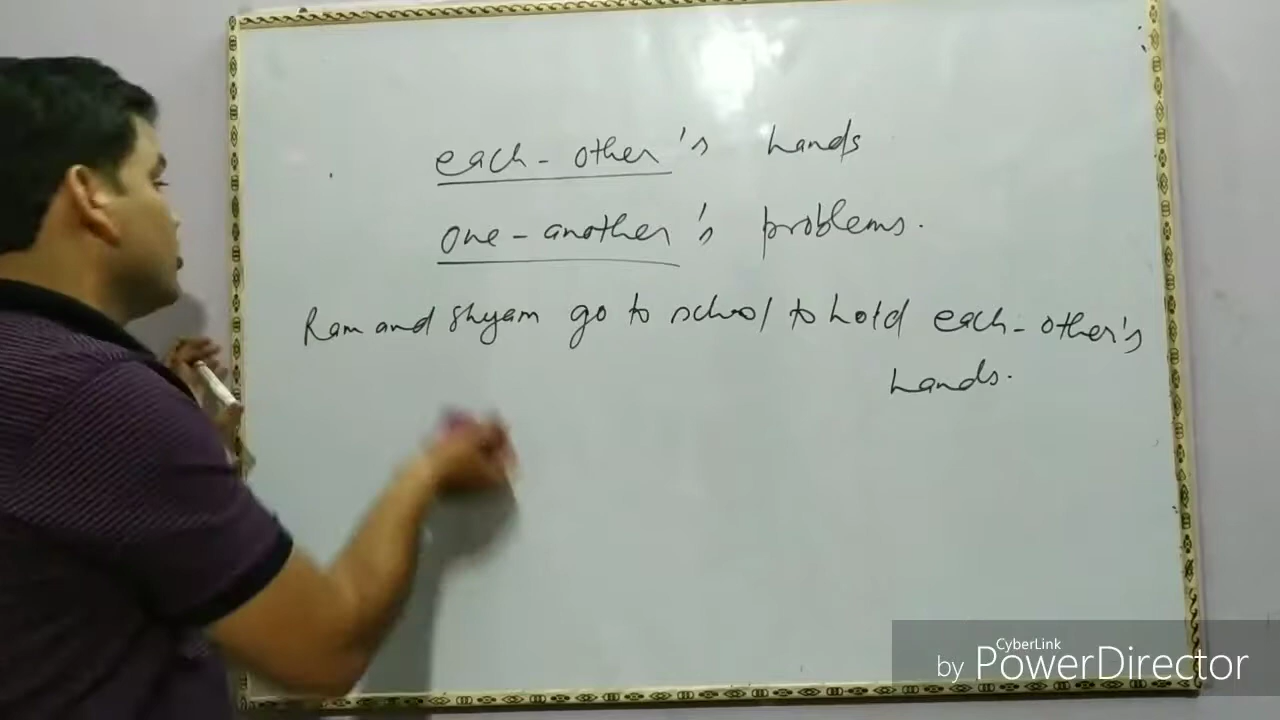 each-other's hands
one-another's problems.
Ram and Shyam go to school to hold each-other's
hands.
CyberLink
by PowerDirector